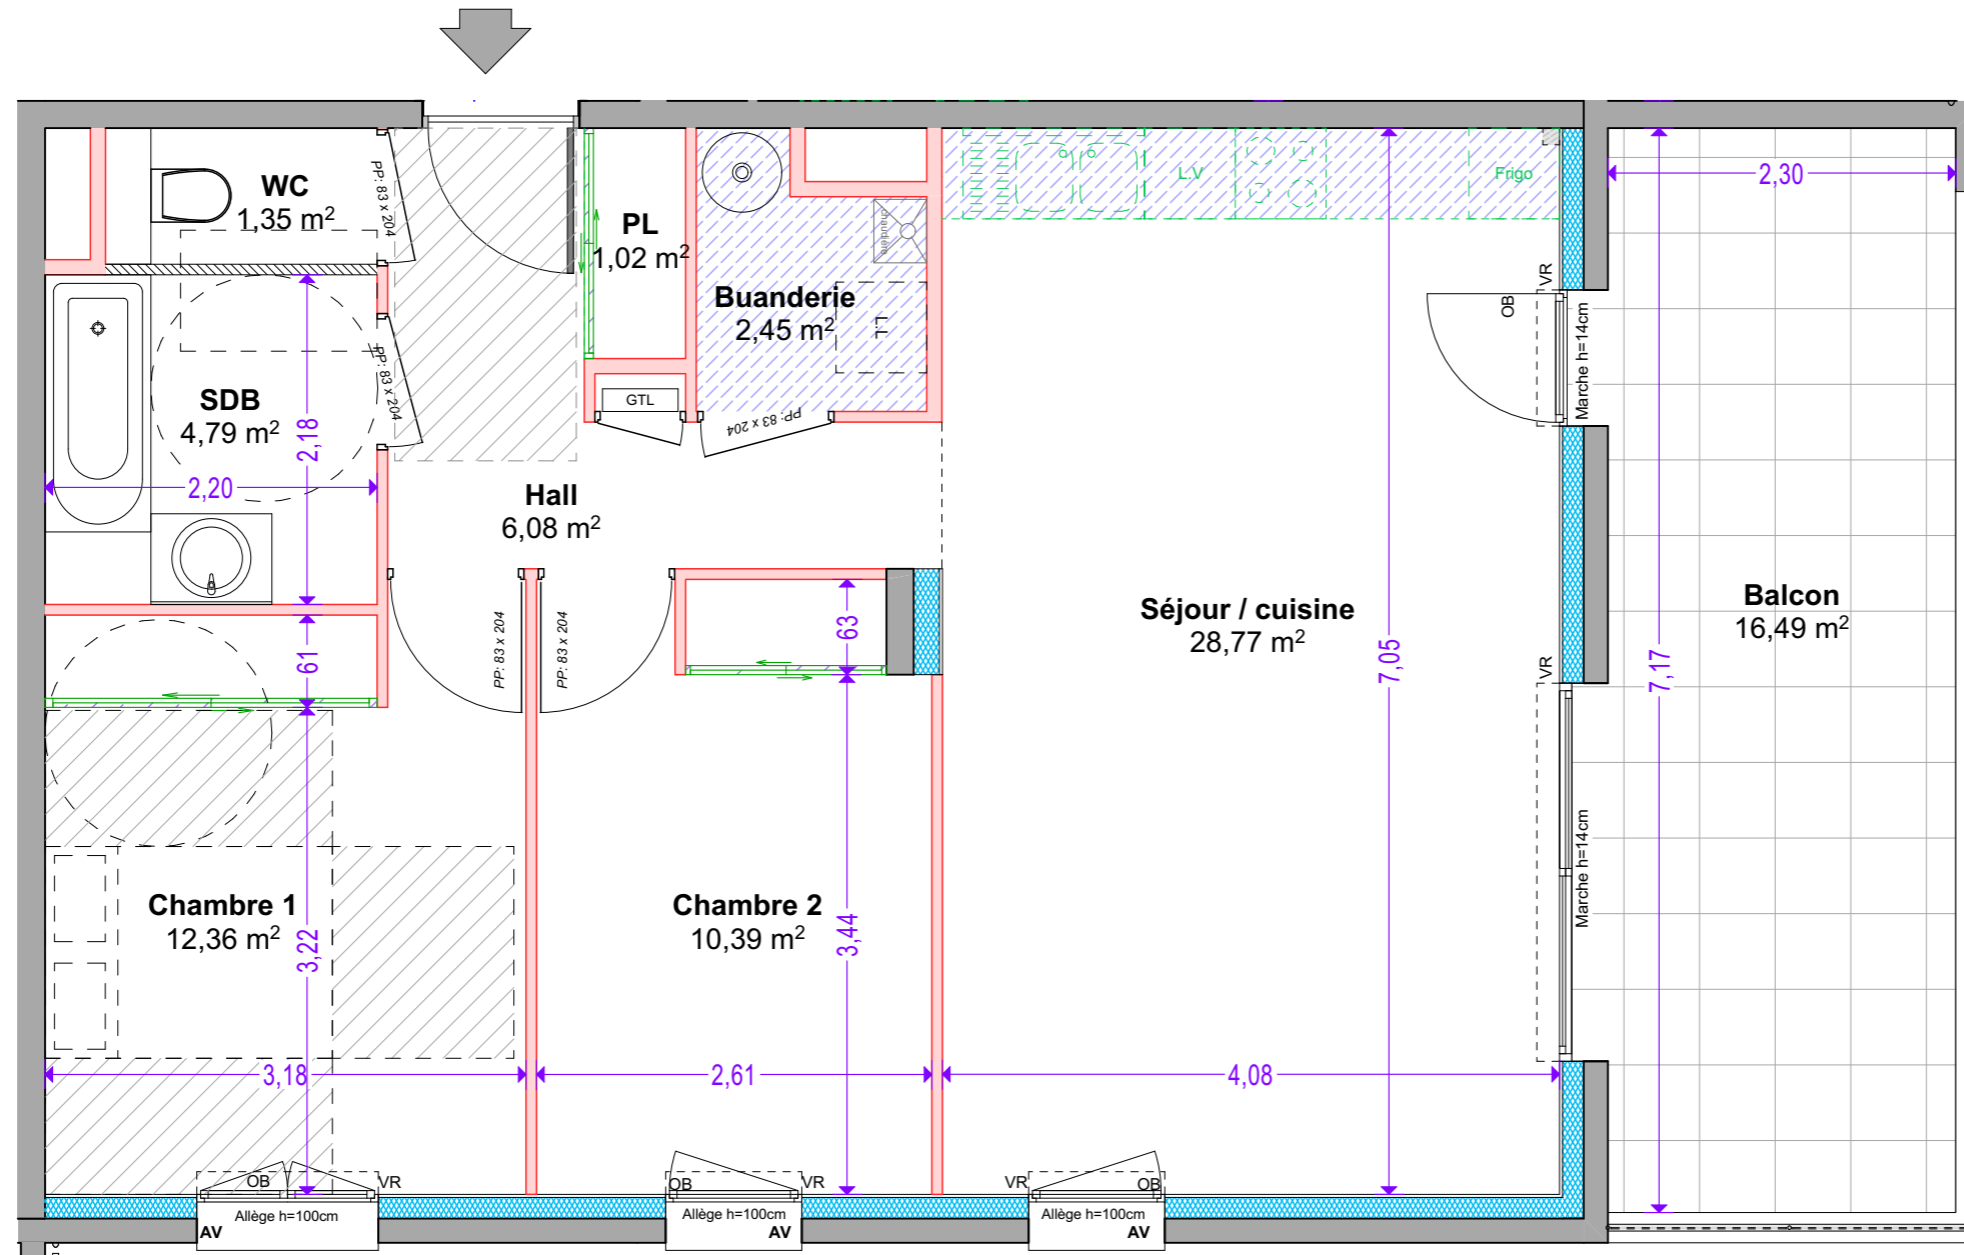 WC
1,35 m²
PP: 83 x 204
PL
1,02 m²
chaudière
Buanderie
2,45 m²
L.L
PP: 83 x 204
GTL
L.V
Frigo
2,30
VR
OB
Marche h=14cm
SDB
4,79 m²
PP: 83 x 204
2,18
2,20
Hall
6,08 m²
61
PP: 83 x 204
PP: 83 x 204
63
Séjour / cuisine
28,77 m²
7,05
7,17
Balcon
16,49 m²
VR
Marche h=14cm
Chambre 1
12,36 m²
3,22
Chambre 2
10,39 m²
3,44
3,18
2,61
4,08
OB
VR
Allège h=100cm
AV
OB
VR
Allège h=100cm
AV
VR
OB
Allège h=100cm
AV